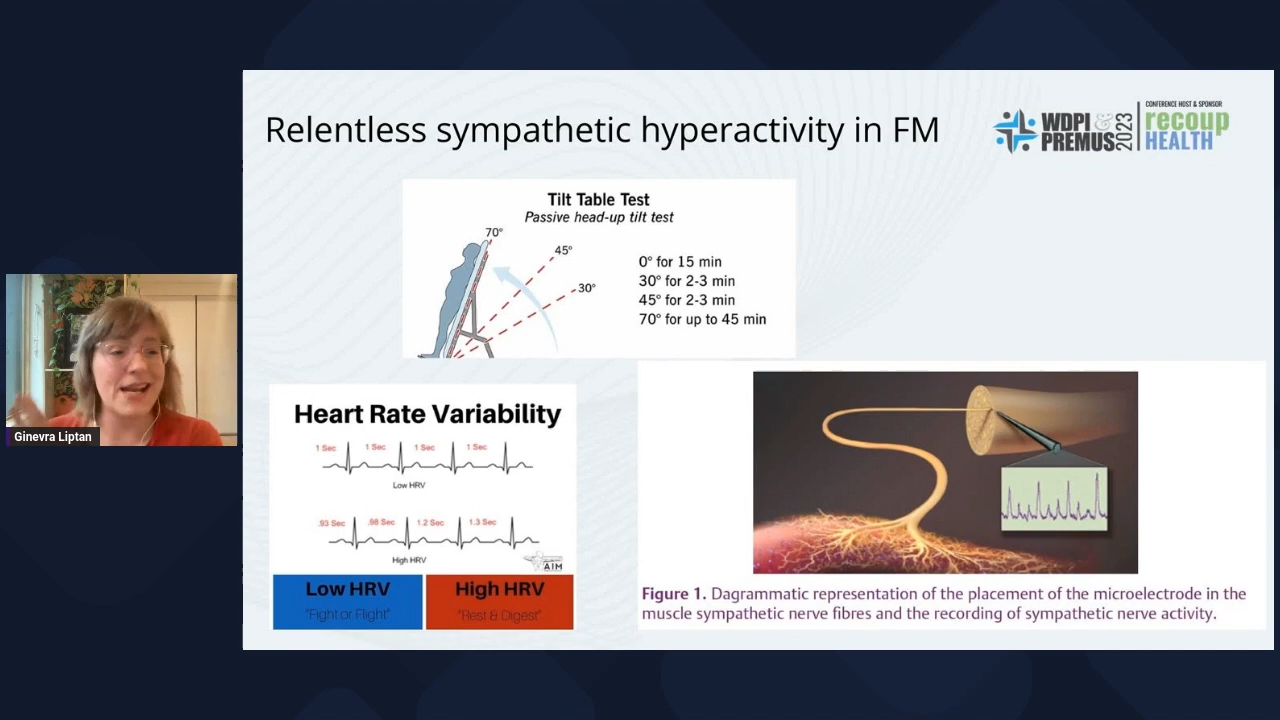 Relentless sympathetic hyperactivity in FM
WDPI &
PREMUS 2023
CONFERENCE HOST & SPONSOR
recoup
HEALTH
Tilt Table Test
Passive head-up tilt test
70°
45°
30°
0° for 15 min
30° for 2-3 min
45° for 2-3 min
70° for up to 45 min
Ginevra Liptan
Heart Rate Variability
1 Sec 1 Sec 1 Sec 1 Sec
Low HRV
.93 Sec .98 Sec 1.2 Sec 1.3 Sec
High HRV
AIM
Low HRV
"Fight or Flight"
High HRV
"Rest & Digest"
Figure 1. Dagrammatic representation of the placement of the microelectrode in the
muscle sympathetic nerve fibres and the recording of sympathetic nerve activity.